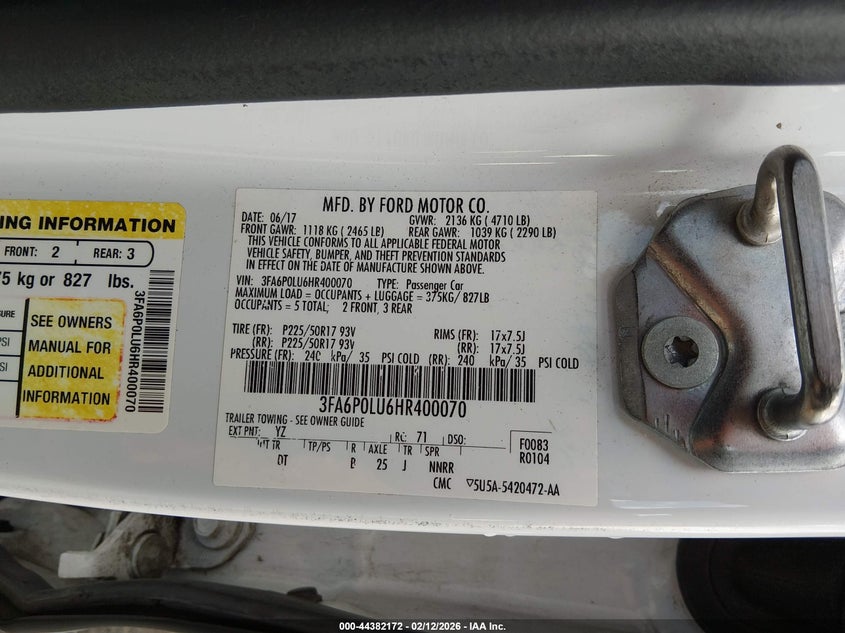 ING INFORMATION
FRONT: 2 REAR: 3
75 kg or 827 lbs.
SURE
PSI
SI
SEE OWNERS
MANUAL FOR
ADDITIONAL
INFORMATION
3FA6P0LU6HR400070
MFD. BY FORD MOTOR CO.
DATE: 06/17 GVWR: 2136 KG ( 4710 LB)
FRONT GAWR: 1118 KG ( 2465 LB) REAR GAWR: 1039 KG ( 2290 LB)
THIS VEHICLE CONFORMS TO ALL APPLICABLE FEDERAL MOTOR
VEHICLE SAFETY, BUMPER, AND THEFT PREVENTION STANDARDS
IN EFFECT ON THE DATE OF MANUFACTURE SHOWN ABOVE.
VIN: 3FA6P0LU6HR400070 TYPE: Passenger Car
MAXIMUM LOAD = OCCUPANTS + LUGGAGE = 375KG/ 827LB
OCCUPANTS = 5 TOTAL; 2 FRONT, 3 REAR
TIRE (FR): P225/50R17 93V RIMS (FR): 17x7.5J
(RR): P225/50R17 93V (RR): 17x7.5J
PRESSURE (FR): 240 kPa/ 35 PSI COLD (RR): 240 kPa/ 35 PSI COLD
3FA6P0LU6HR400070
TRAILER TOWING - SEE OWNER GUIDE
EXT PNT: YZ RC: 71 DSO: F0083
TR TP/PS R AXLE TR SPR R0104
DT B 25 J NNRR
CMC ▽5U5A-5420472-AA
000-44382172 - 02/12/2026 - IAA Inc.